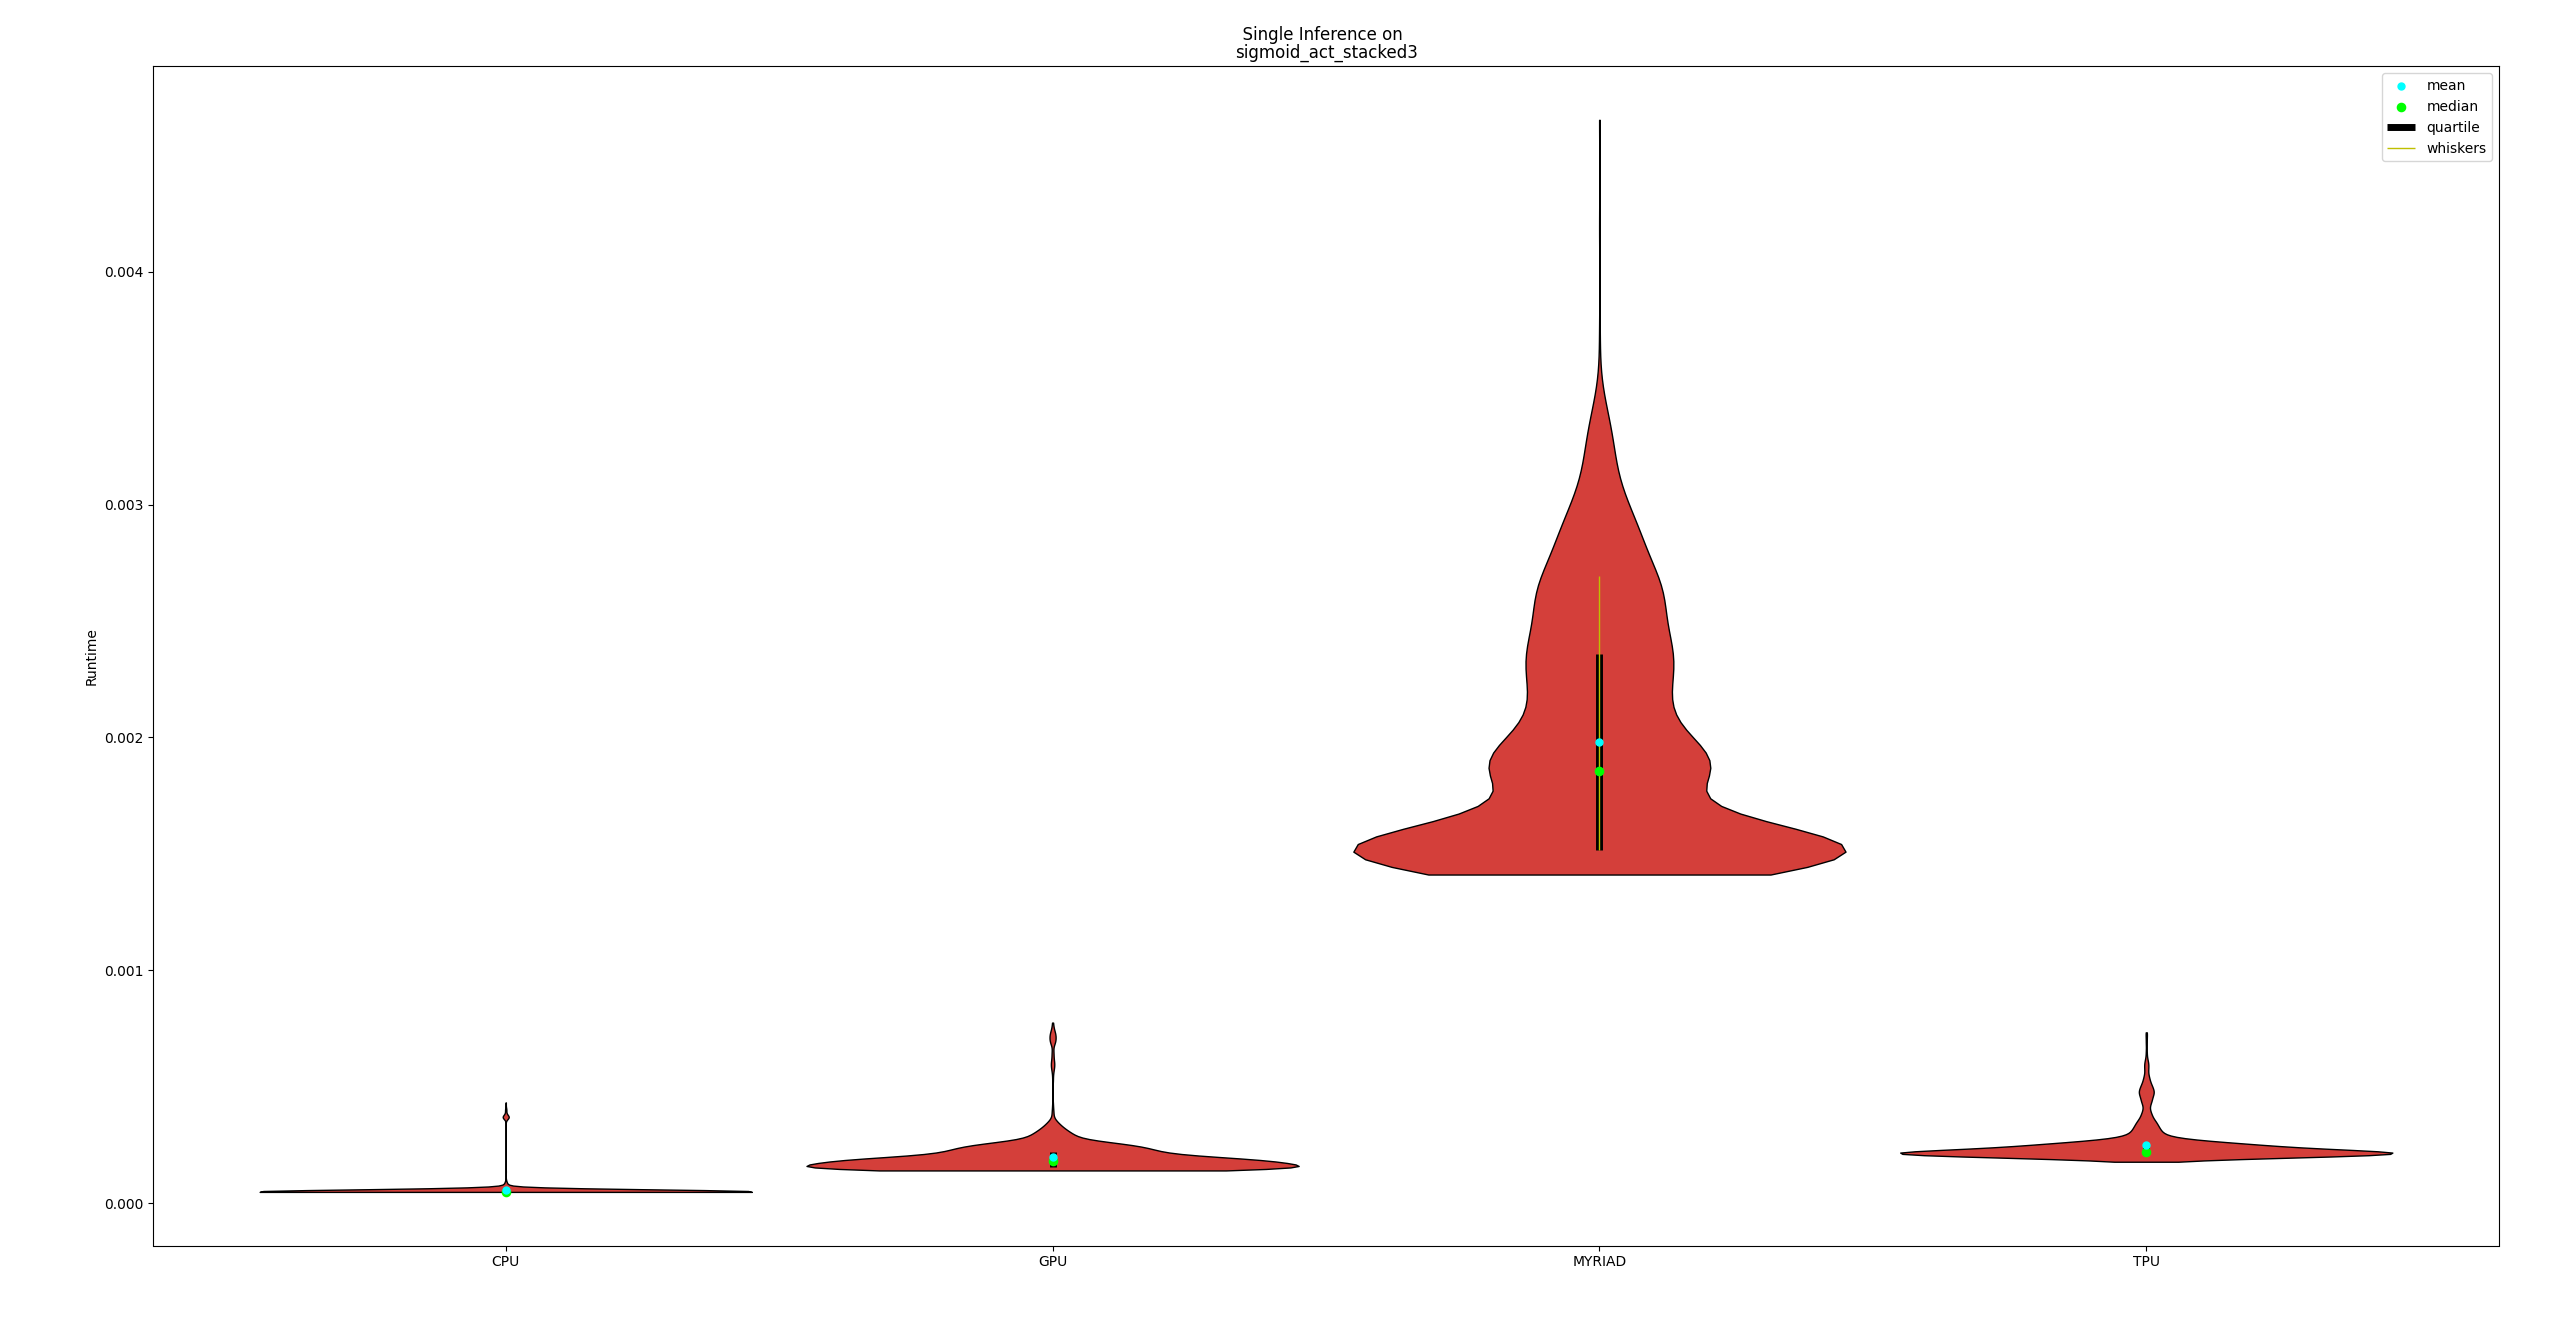 Single Inference on
sigmoid_act_stacked3
mean
median
quartile
whiskers
Runtime
0.004
0.003
0.002
0.001
0.000
CPU GPU MYRIAD TPU